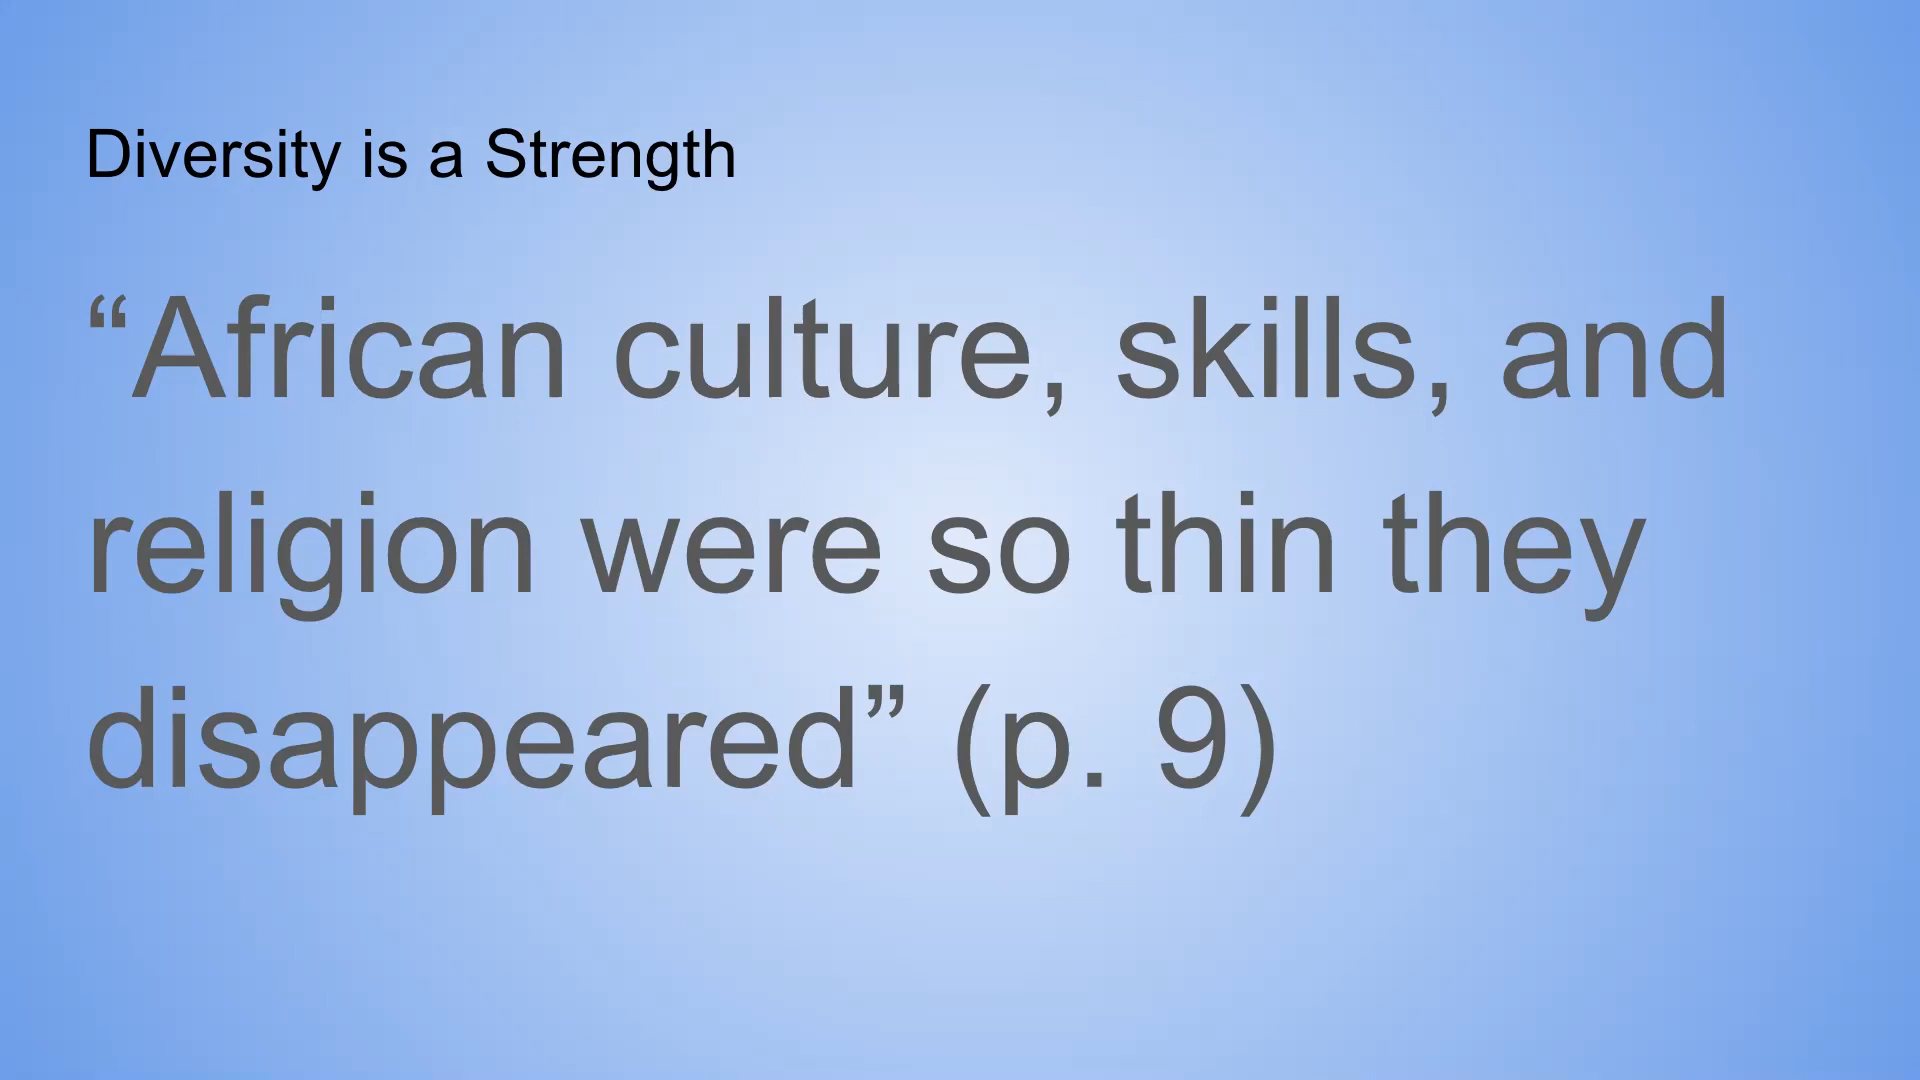 Diversity is a Strength
“African culture, skills, and
religion were so thin they
disappeared” (p. 9)